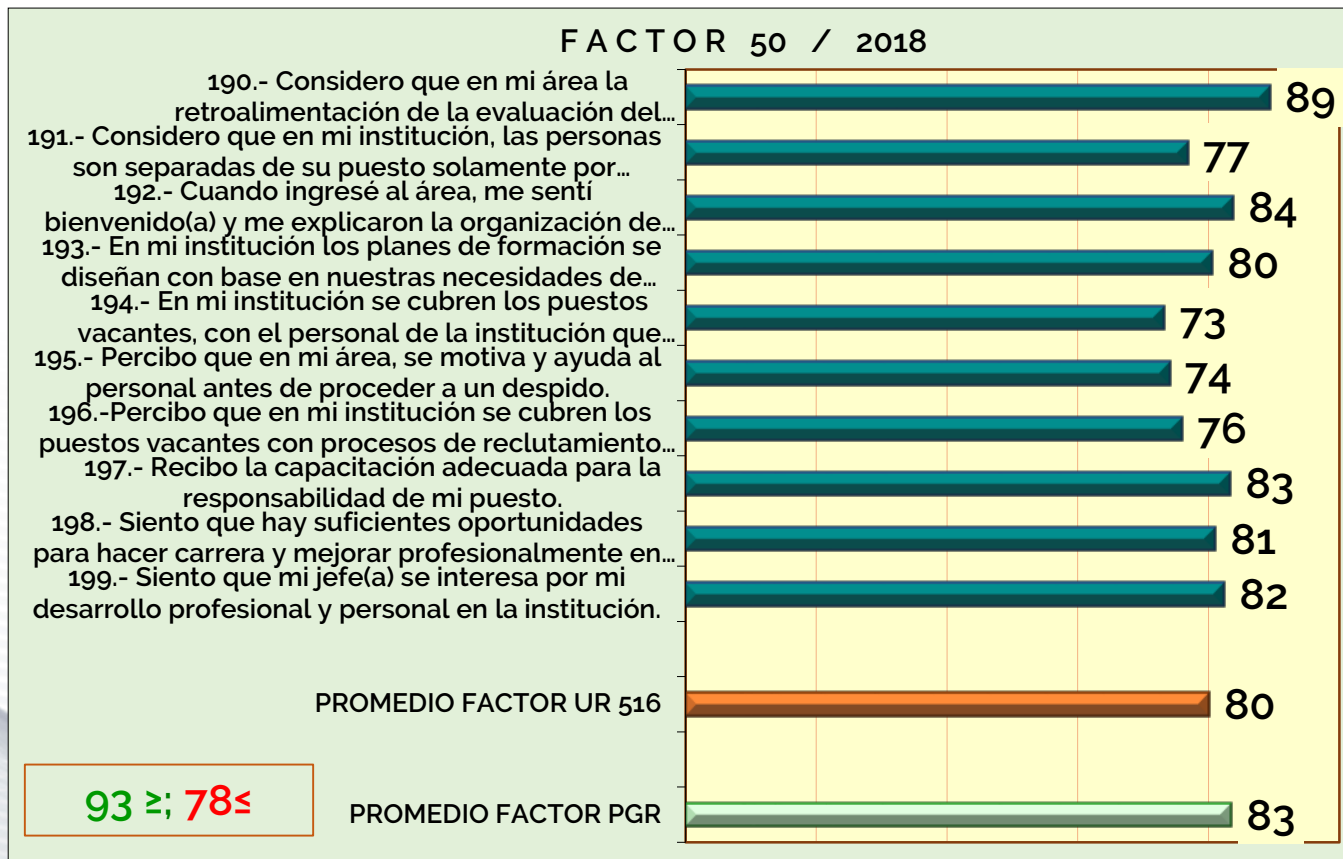 FACTOR 50 / 2018
190.- Considero que en mi área la
retroalimentación de la evaluación del...
89
191.- Considero que en mi institución, las personas
son separadas de su puesto solamente por...
77
192.- Cuando ingresé al área, me sentí
bienvenido(a) y me explicaron la organización de...
84
193.- En mi institución los planes de formación se
diseñan con base en nuestras necesidades de...
80
194.- En mi institución se cubren los puestos
vacantes, con el personal de la institución que...
73
195.- Percibo que en mi área, se motiva y ayuda al
personal antes de proceder a un despido.
74
196.-Percibo que en mi institución se cubren los
puestos vacantes con procesos de reclutamiento...
76
197.- Recibo la capacitación adecuada para la
responsabilidad de mi puesto.
83
198.- Siento que hay suficientes oportunidades
para hacer carrera y mejorar profesionalmente en...
81
199.- Siento que mi jefe(a) se interesa por mi
desarrollo profesional y personal en la institución.
82
PROMEDIO FACTOR UR 516
80
93 ≥; 78≤
PROMEDIO FACTOR PGR
83